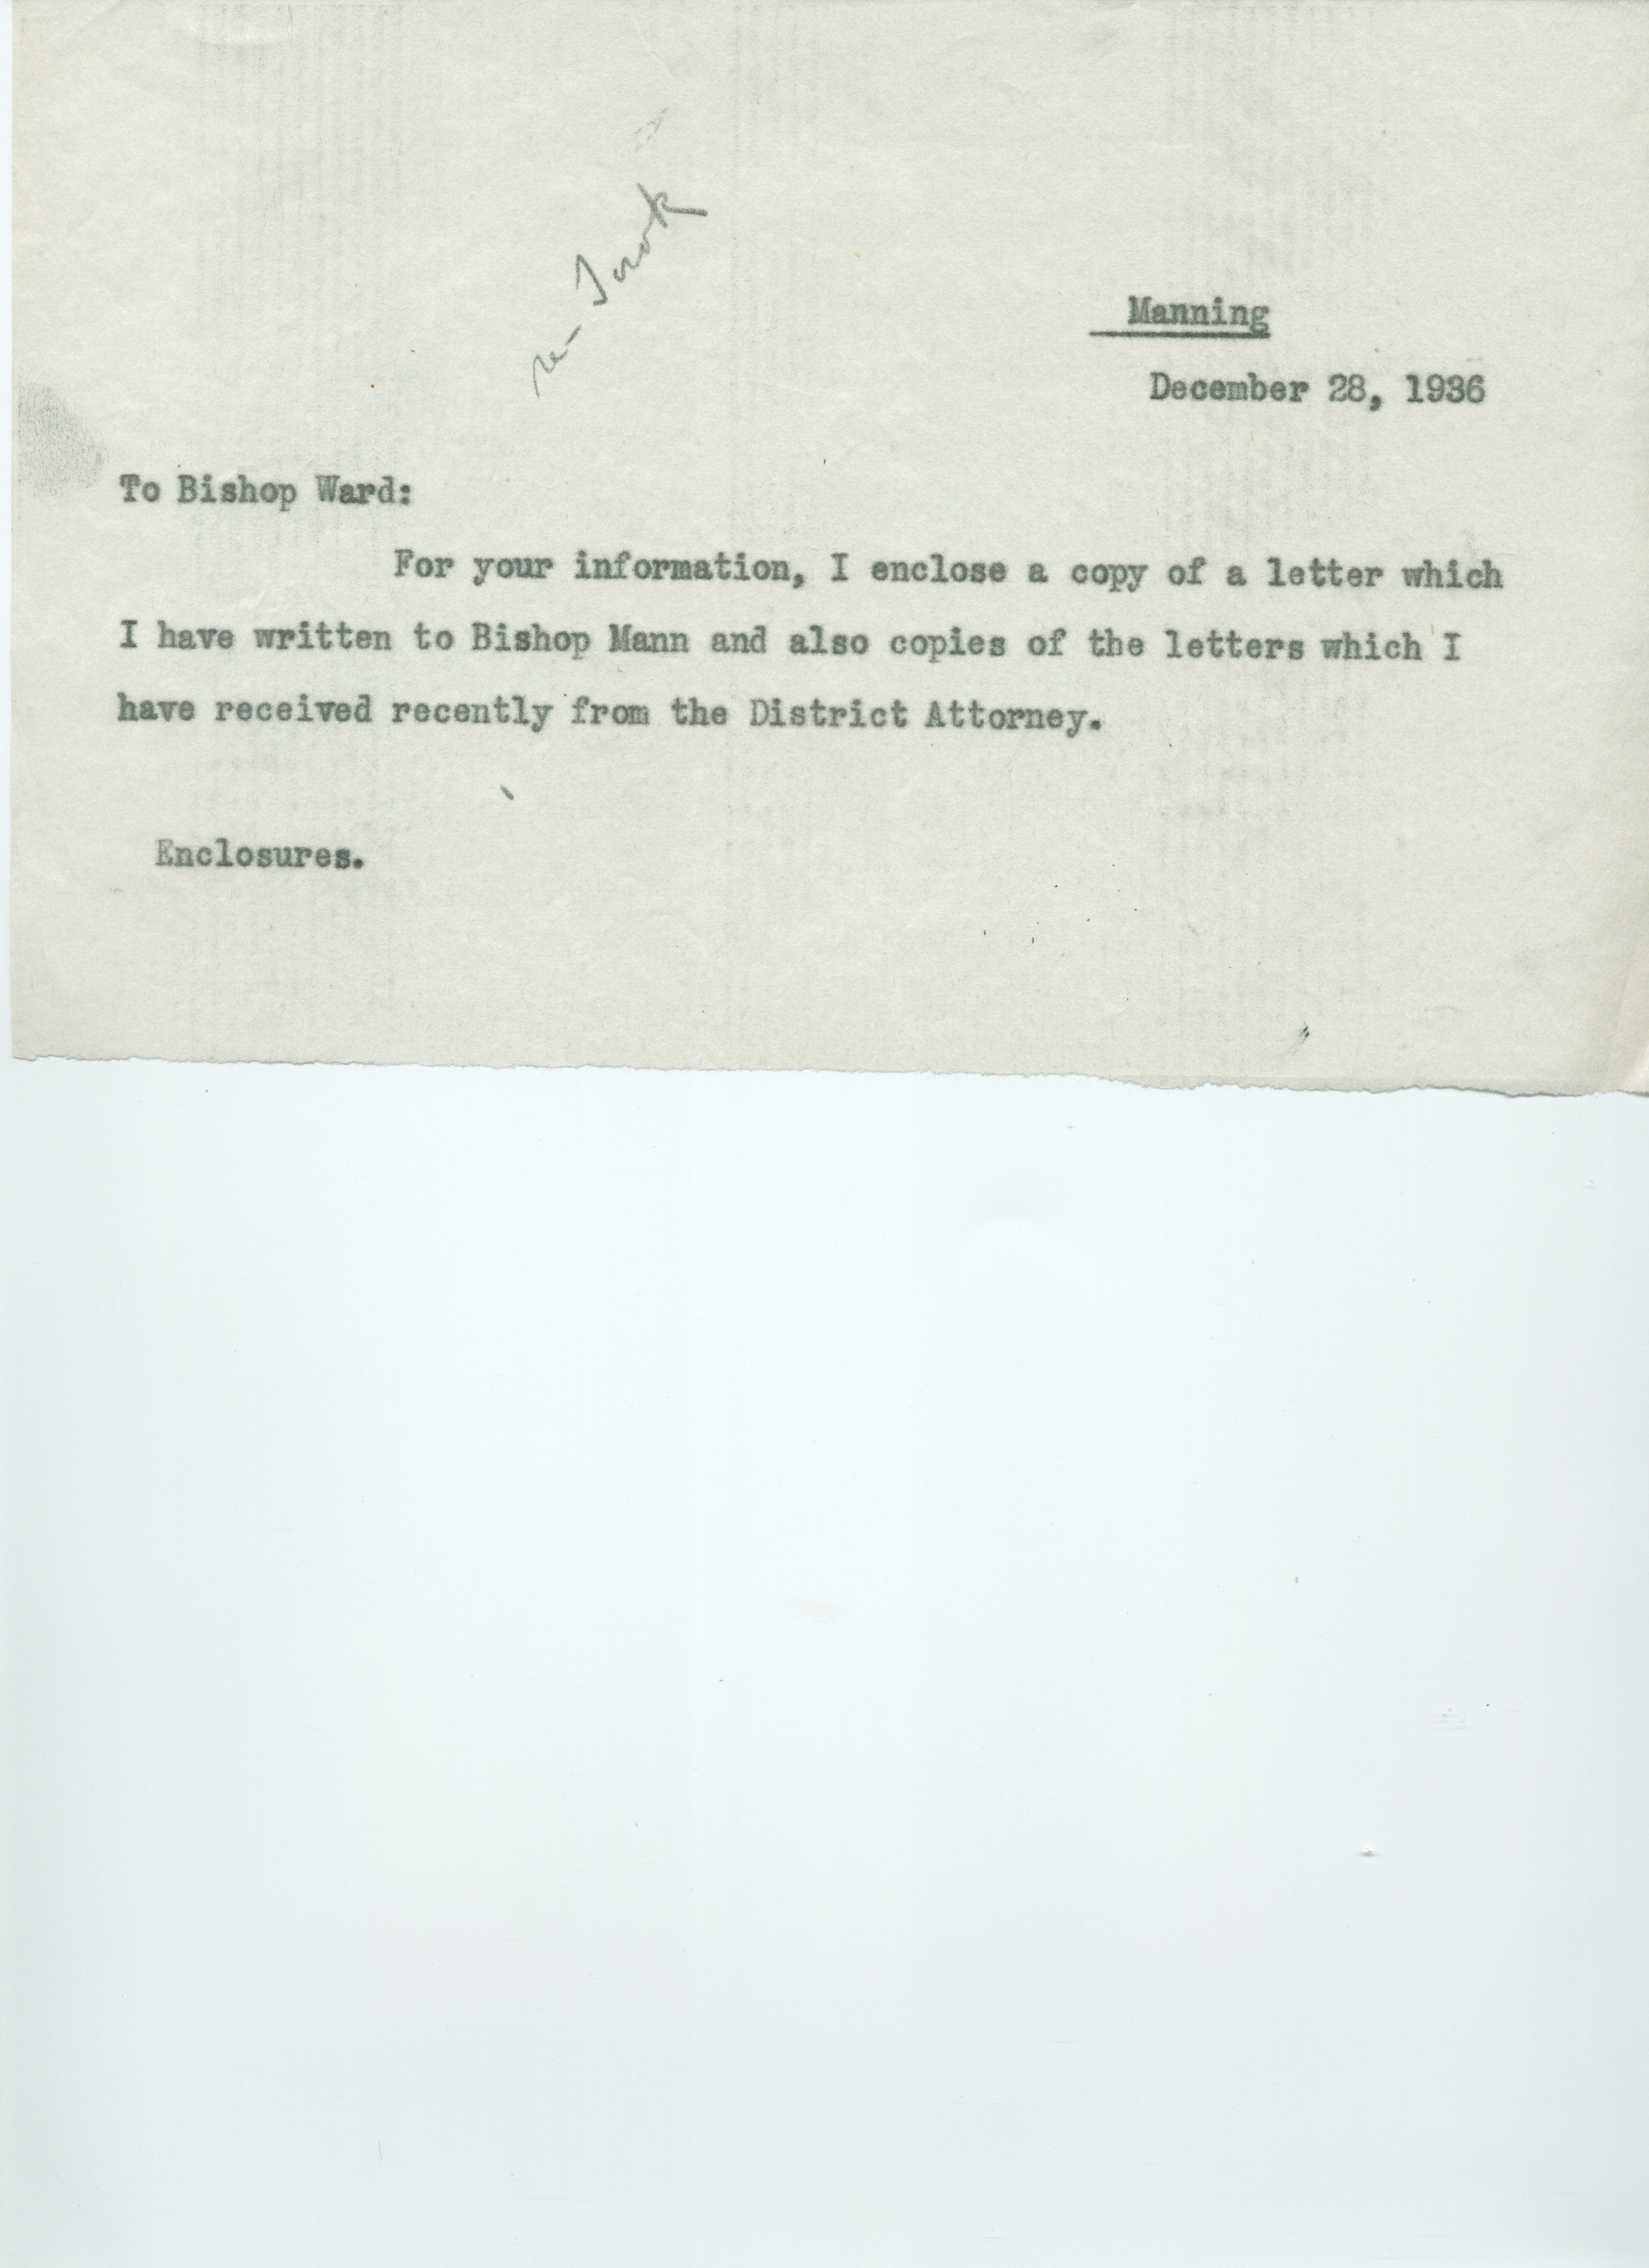 re- Torok
Manning
December 28, 1936
To Bishop Ward:
For your information, I enclose a copy of a letter which
I have written to Bishop Mann and also copies of the letters which I
have received recently from the District Attorney.
Enclosures.